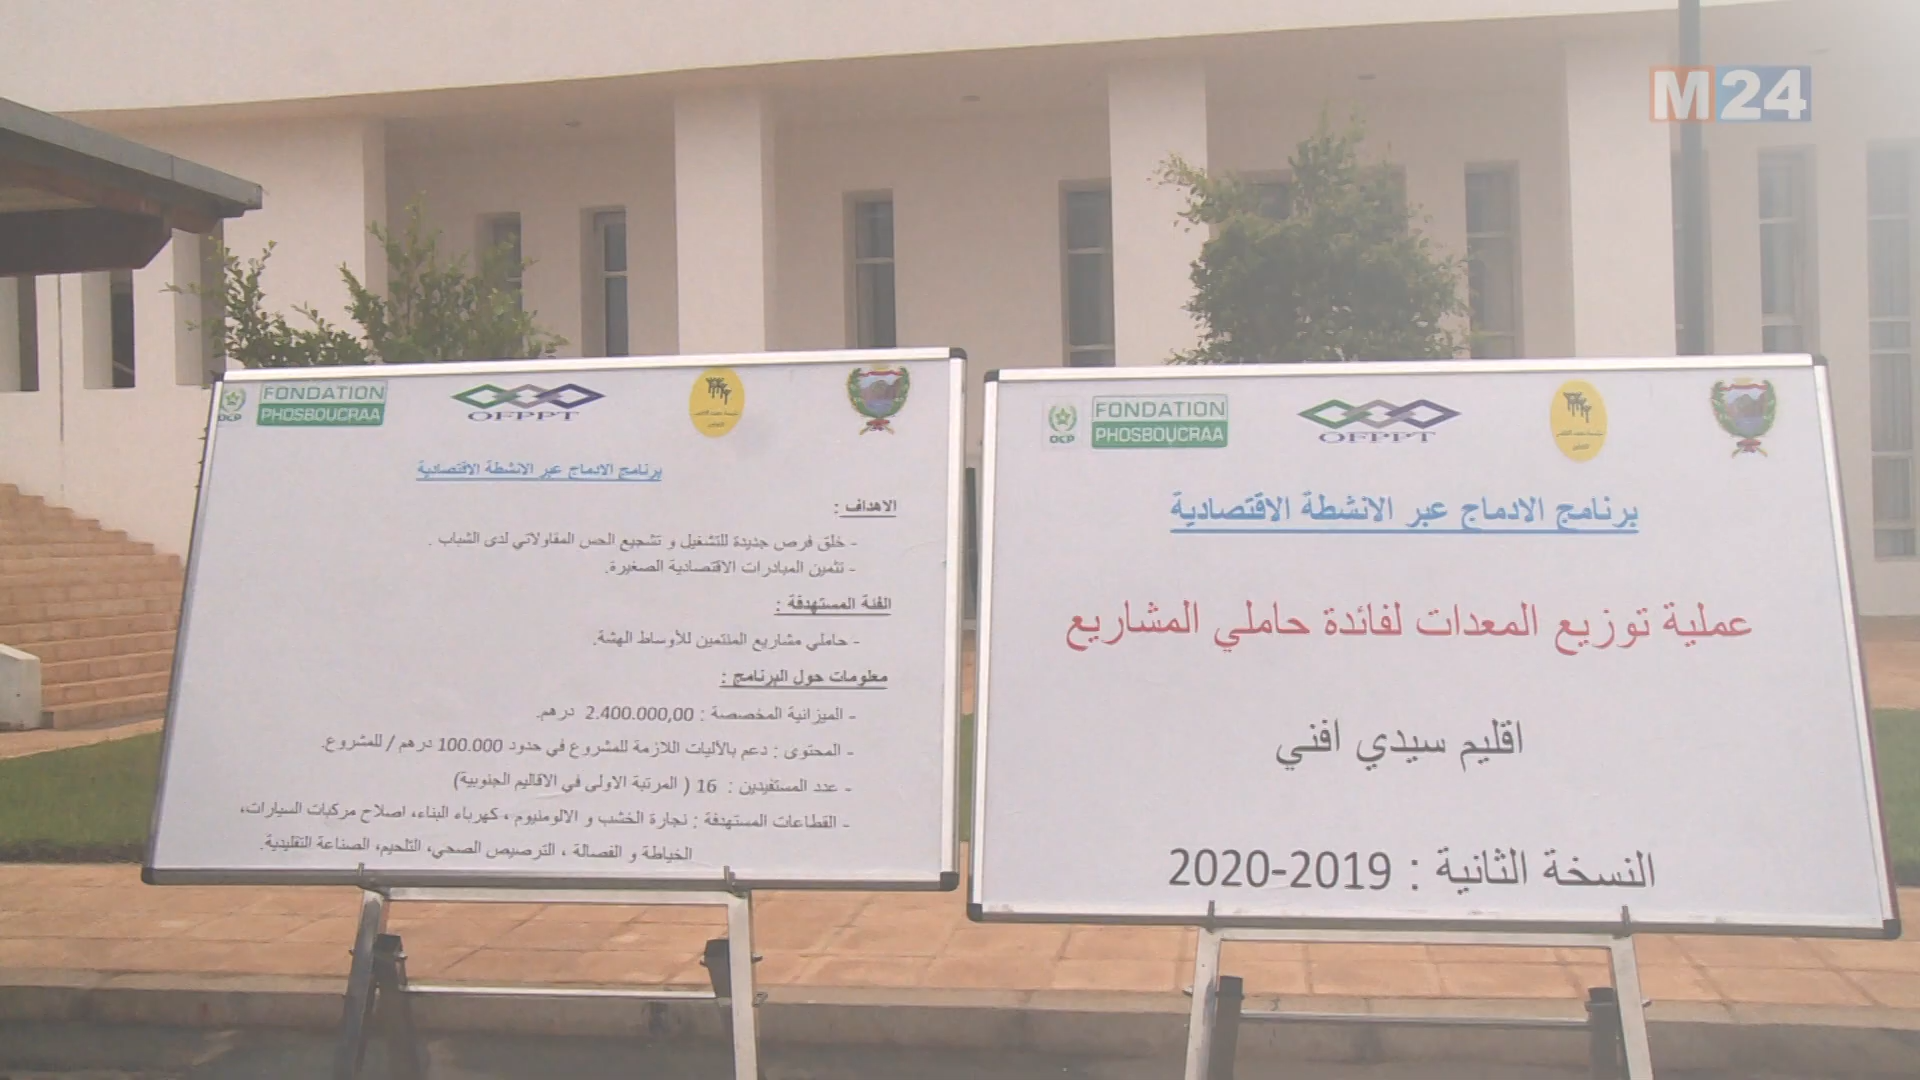 M24
OCP
FONDATION
PHOSBOUCRAA
OFPPT
برنامج الادماج عبر الانشطة الاقتصادية
الاهداف :
- خلق فرص جديدة للتشغيل و تشجيع الحس المقاولاتي لدى الشباب .
- تثمين المبادرات الاقتصادية الصغيرة.
الفئة المستهدفة :
- حاملي مشاريع المنتمين للأوساط الهشة.
معلومات حول البرنامج :
- الميزانية المخصصة : 2.400.000,00 درهم.
- المحتوى : دعم بالآليات اللازمة للمشروع في حدود 100.000 درهم / للمشروع.
- عدد المستفيدين : 16 ( المرتبة الاولى في الاقاليم الجنوبية)
- القطاعات المستهدفة : نجارة الخشب و الالومنيوم ، كهرباء البناء، اصلاح مركبات السيارات،
الخياطة و الفصالة ، الترصيص الصحي، التلحيم، الصناعة التقليدية.
OCP
FONDATION
PHOSBOUCRAA
OFPPT
برنامج الادماج عبر الانشطة الاقتصادية
عملية توزيع المعدات لفائدة حاملي المشاريع
اقليم سيدي افني
النسخة الثانية : 2019-2020